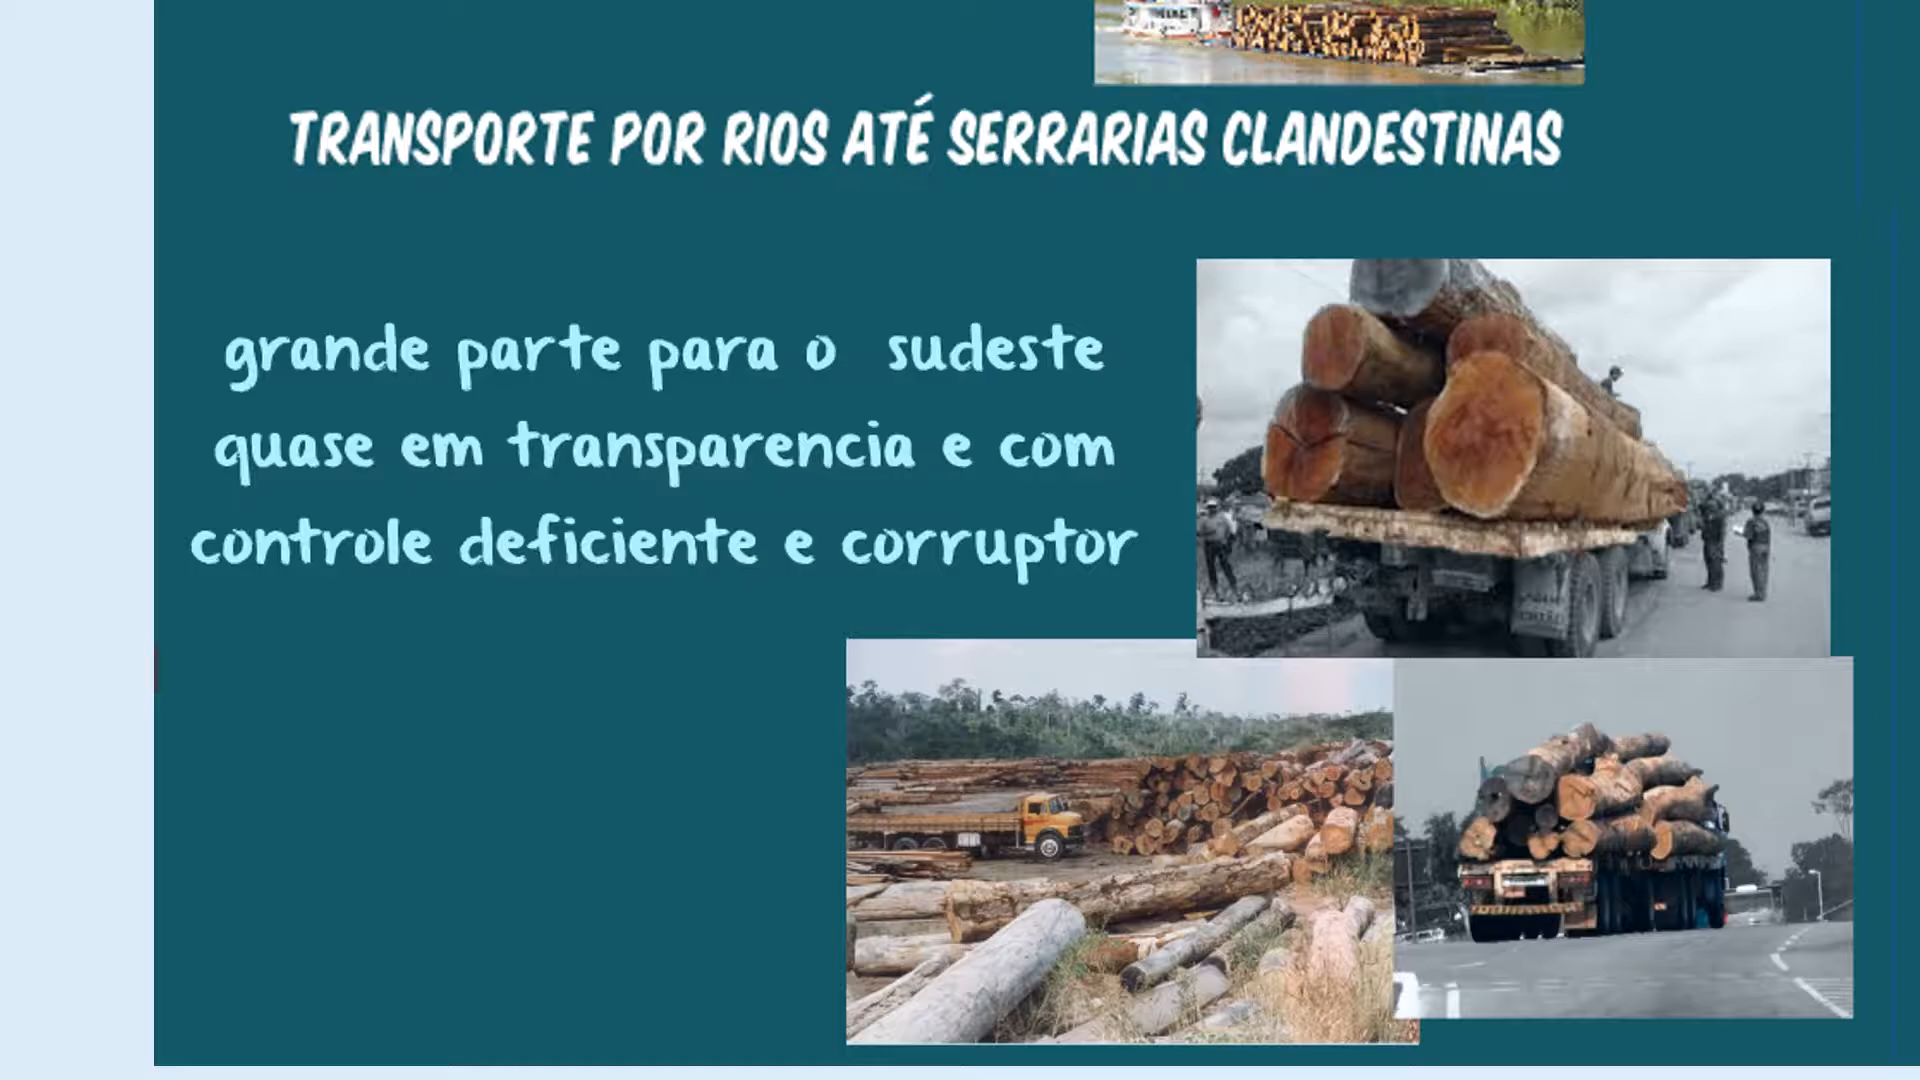 TRANSPORTE POR RIOS ATÉ SERRARIAS CLANDESTINAS
grande parte para o sudeste
quase em transparencia e com
controle deficiente e corruptor